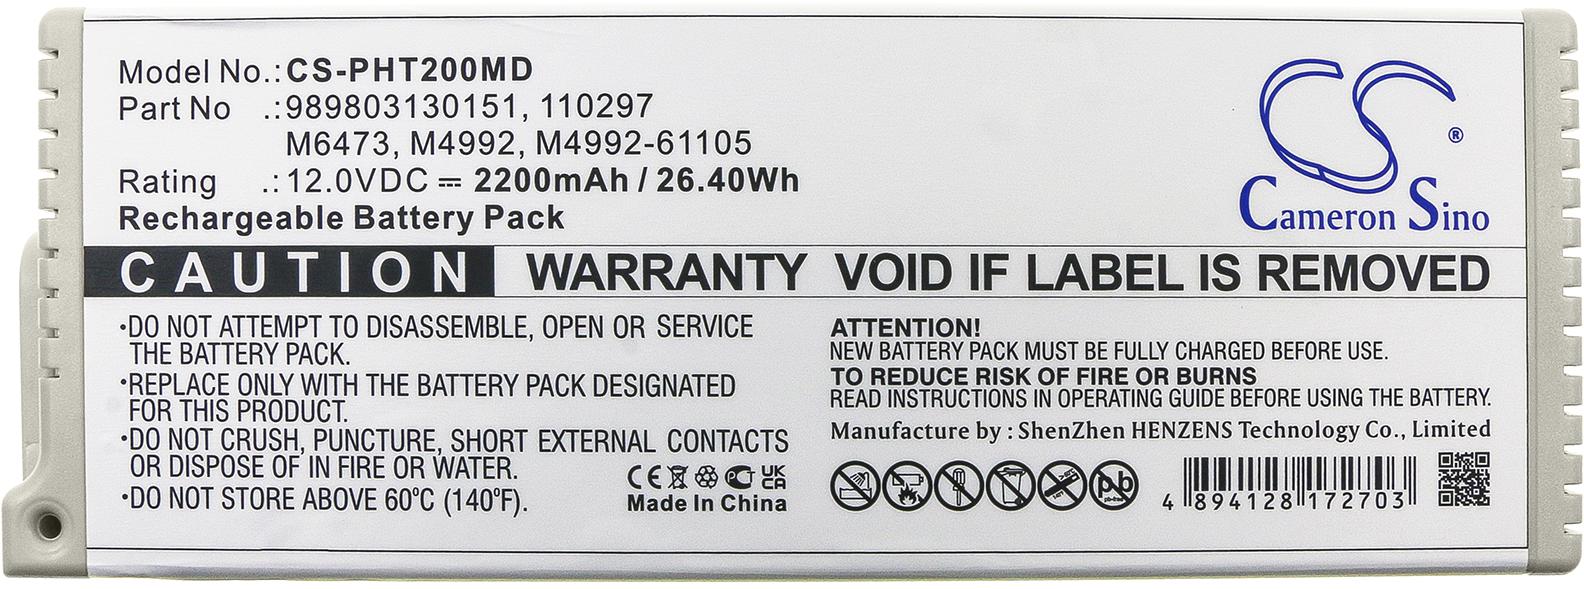 Model No.:CS-PHT200MD
Part No .:989803130151, 110297
M6473, M4992, M4992-61105
Rating .:12.0VDC ⎓ 2200mAh / 26.40Wh
Rechargeable Battery Pack
CS ®
Cameron Sino
CAUTION WARRANTY VOID IF LABEL IS REMOVED
·DO NOT ATTEMPT TO DISASSEMBLE, OPEN OR SERVICE
THE BATTERY PACK.
·REPLACE ONLY WITH THE BATTERY PACK DESIGNATED
FOR THIS PRODUCT.
·DO NOT CRUSH, PUNCTURE, SHORT EXTERNAL CONTACTS
OR DISPOSE OF IN FIRE OR WATER.
·DO NOT STORE ABOVE 60°C (140°F).
CE UK CA
Made In China
ATTENTION!
NEW BATTERY PACK MUST BE FULLY CHARGED BEFORE USE.
TO REDUCE RISK OF FIRE OR BURNS
READ INSTRUCTIONS IN OPERATING GUIDE BEFORE USING THE BATTERY.
Manufacture by : ShenZhen HENZENS Technology Co., Limited
pb
4 894128 172703